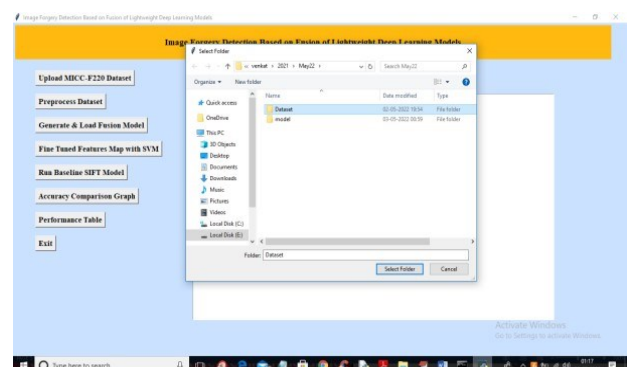 Image Forgery Detection Based on Fusion of Lightweight Deep Learning Models
Image Forgery Detection Based on Fusion of Lightweight Deep Learning Models
Select Folder
« venkat › 2021 › May22 ›
Search May22
Organize
New folder
Name
Date modified
Type
Quick access
Dataset
02-05-2022 18:54
File folder
model
03-05-2022 00:59
File folder
OneDrive
This PC
3D Objects
Desktop
Documents
Downloads
Music
Pictures
Videos
Local Disk (C:)
Local Disk (E:)
Folder:
Dataset
Select Folder
Cancel
Upload MICC-F220 Dataset
Preprocess Dataset
Generate & Load Fusion Model
Fine Tuned Features Map with SVM
Run Baseline SIFT Model
Accuracy Comparison Graph
Performance Table
Exit
Activate Windows
Go to Settings to activate Windows.
Type here to search
01:17